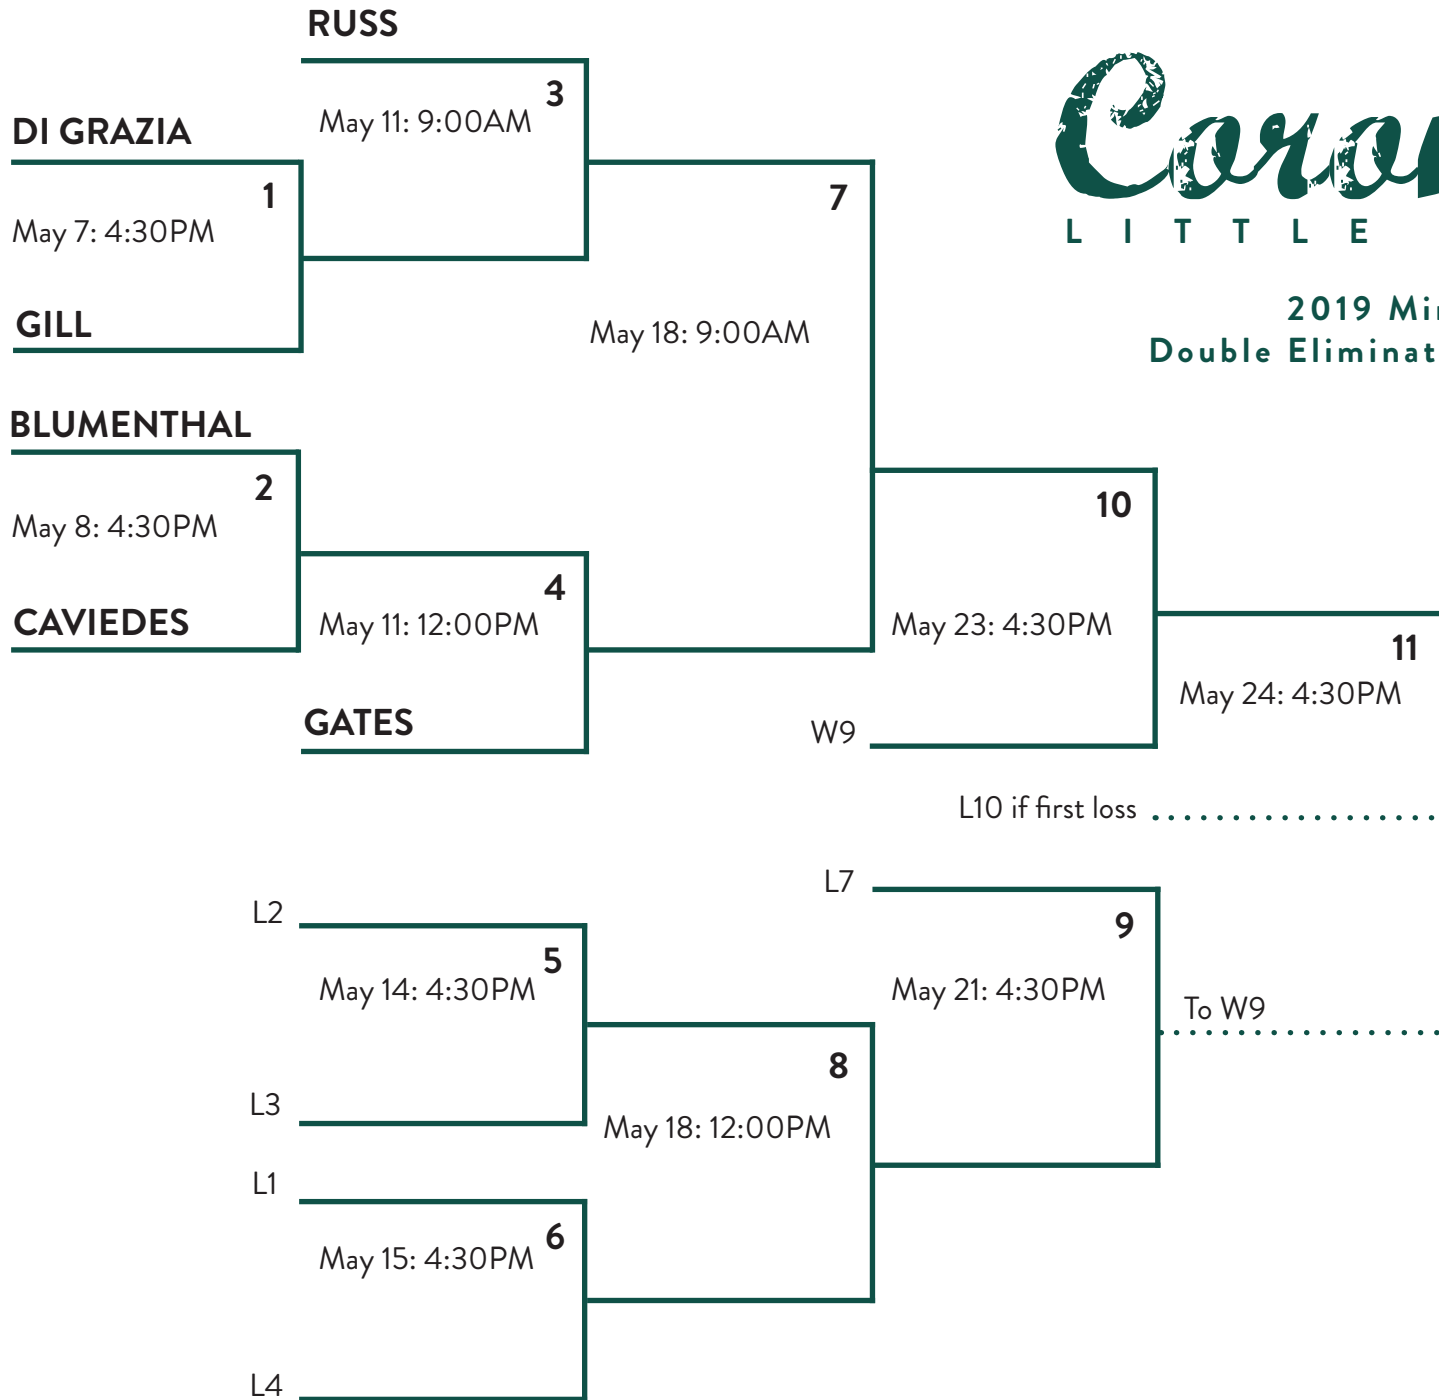 RUSS
3
May 11: 9:00AM
DI GRAZIA
1
May 7: 4:30PM
GILL
7
May 18: 9:00AM
LITTLE
2019
Double
BLUMENTHAL
2
May 8: 4:30PM
CAVIEDES
4
May 11: 12:00PM
GATES
10
May 23: 4:30PM
W9
11
May 24: 4:30PM
L10 if first loss
L7
9
May 21: 4:30PM
To W9
L2
5
May 14: 4:30PM
L3
8
May 18: 12:00PM
L1
6
May 15: 4:30PM
L4